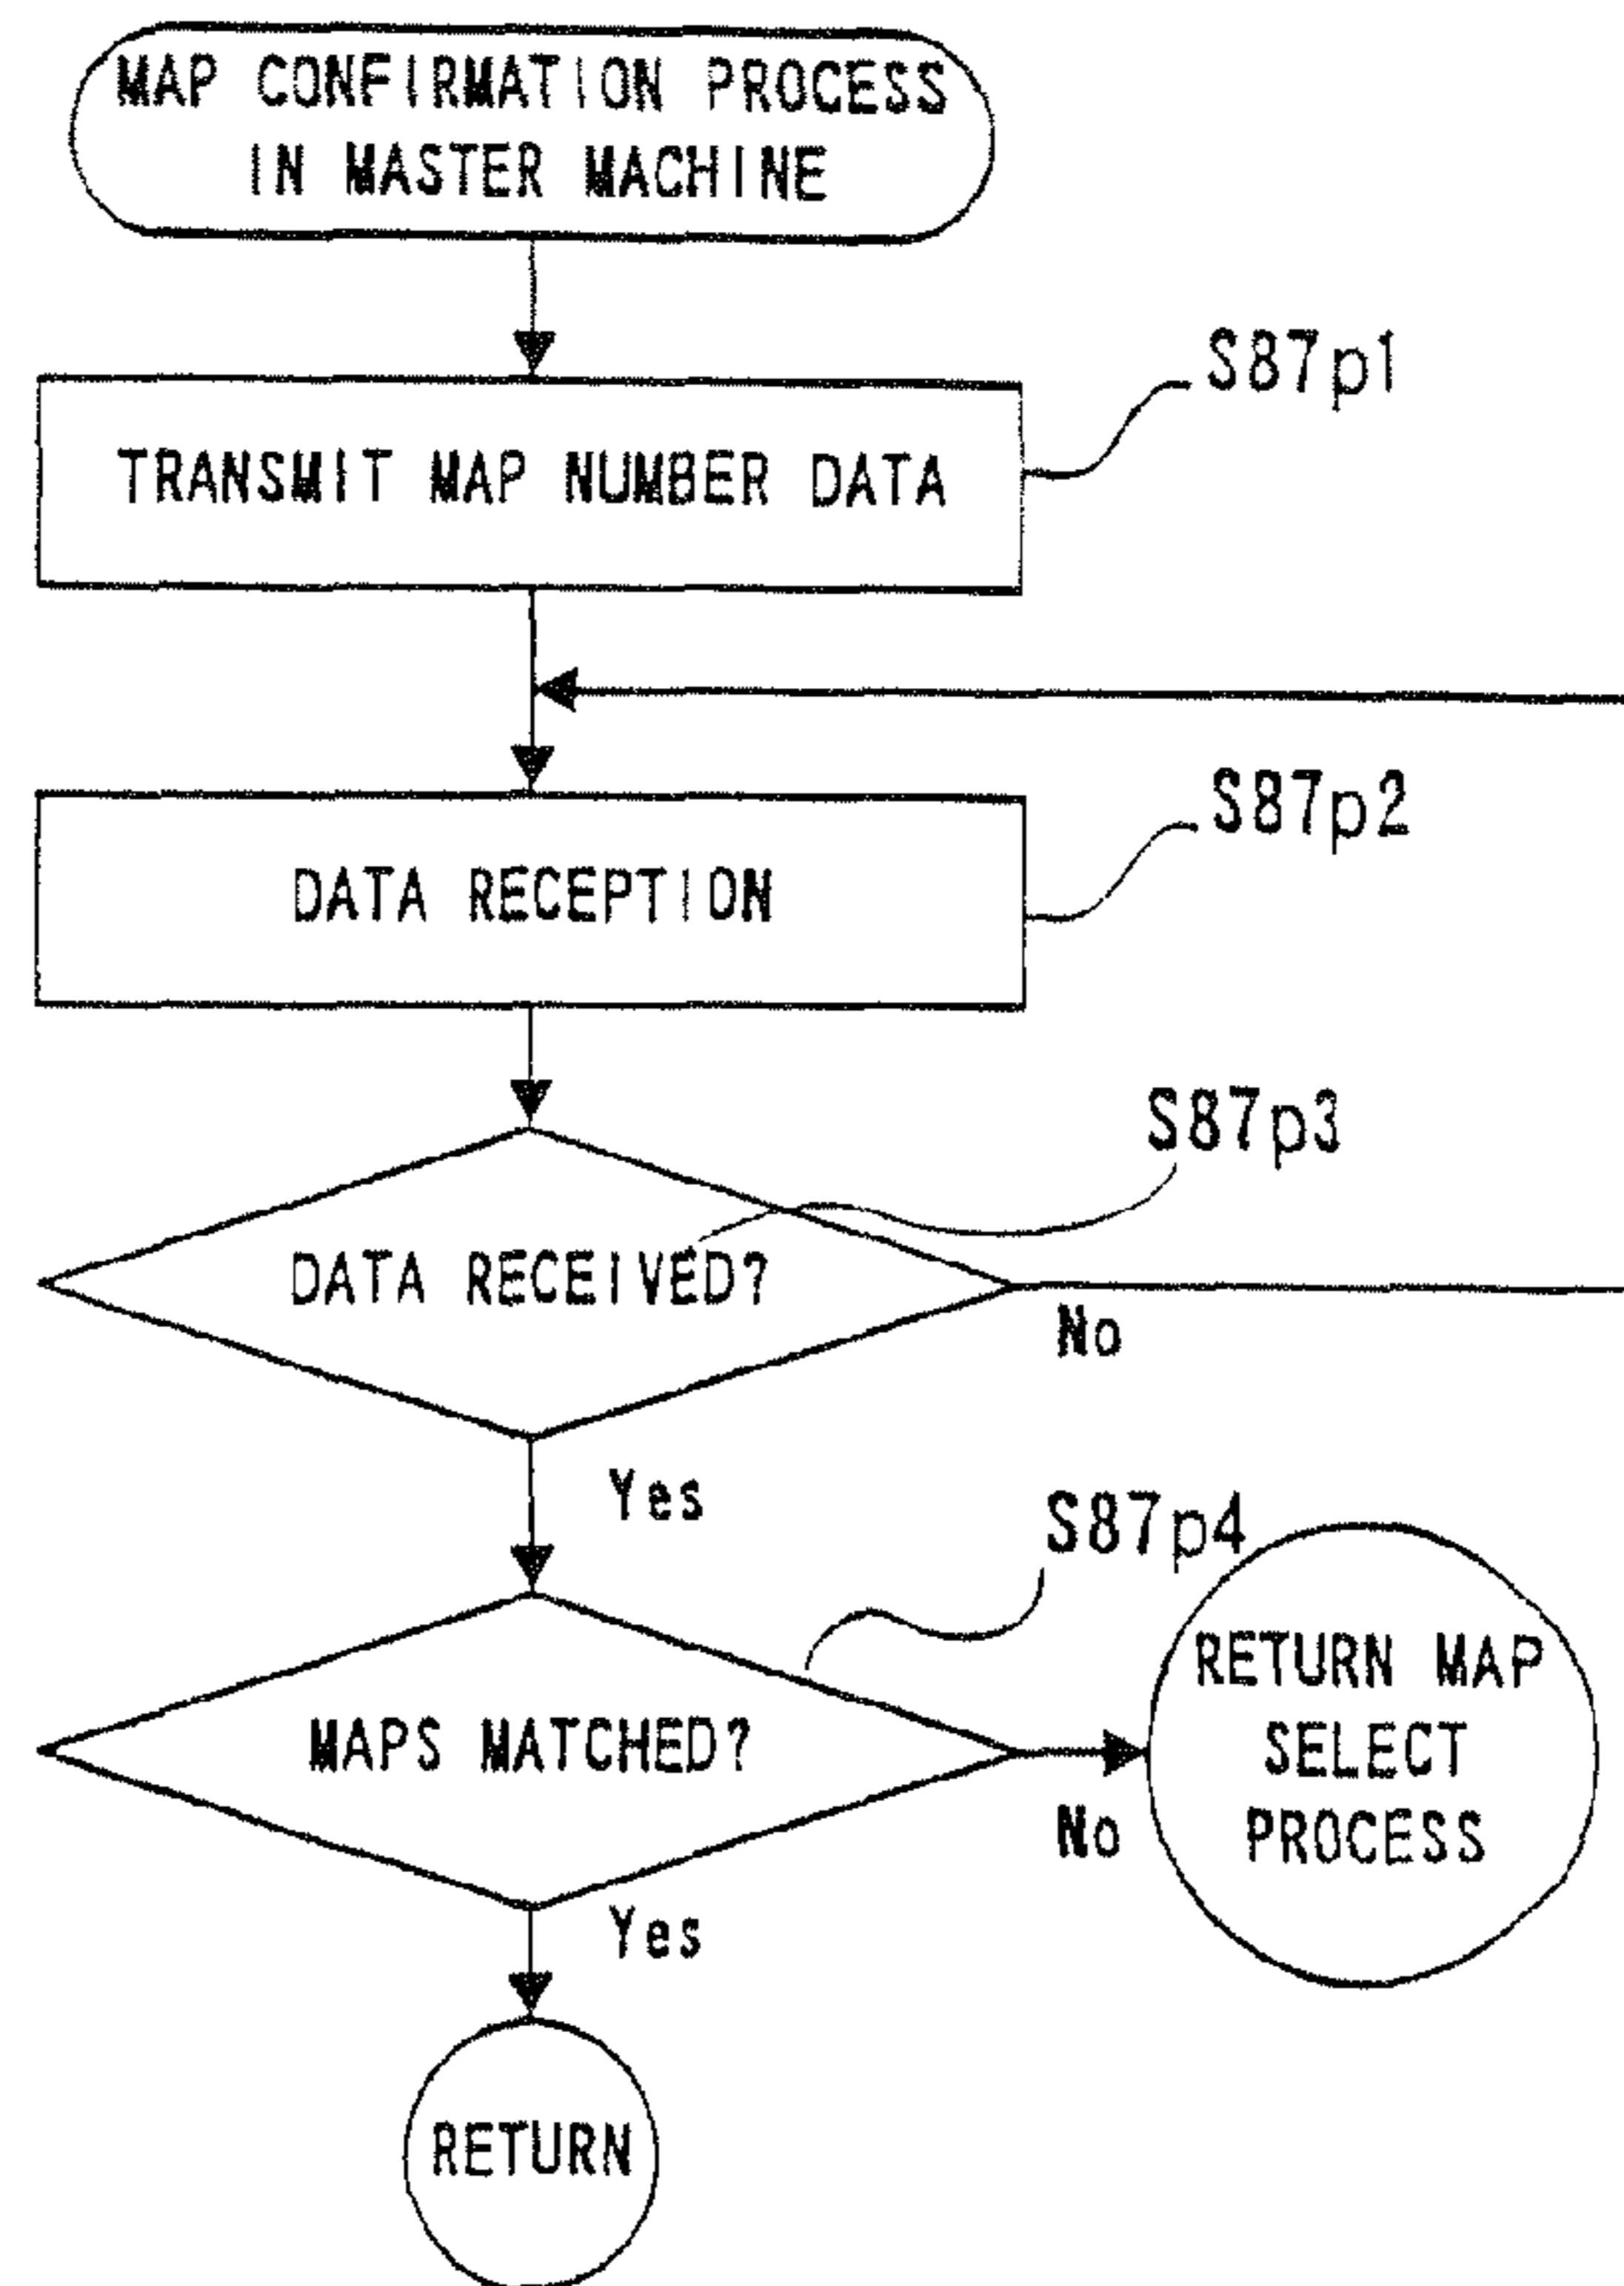 MAP CONFIRMATION PROCESS
IN MASTER MACHINE
S87p1
TRANSMIT MAP NUMBER DATA
S87p2
DATA RECEPTION
S87p3
DATA RECEIVED?
No
Yes
S87p4
MAPS MATCHED?
RETURN MAP
SELECT
PROCESS
No
Yes
RETURN